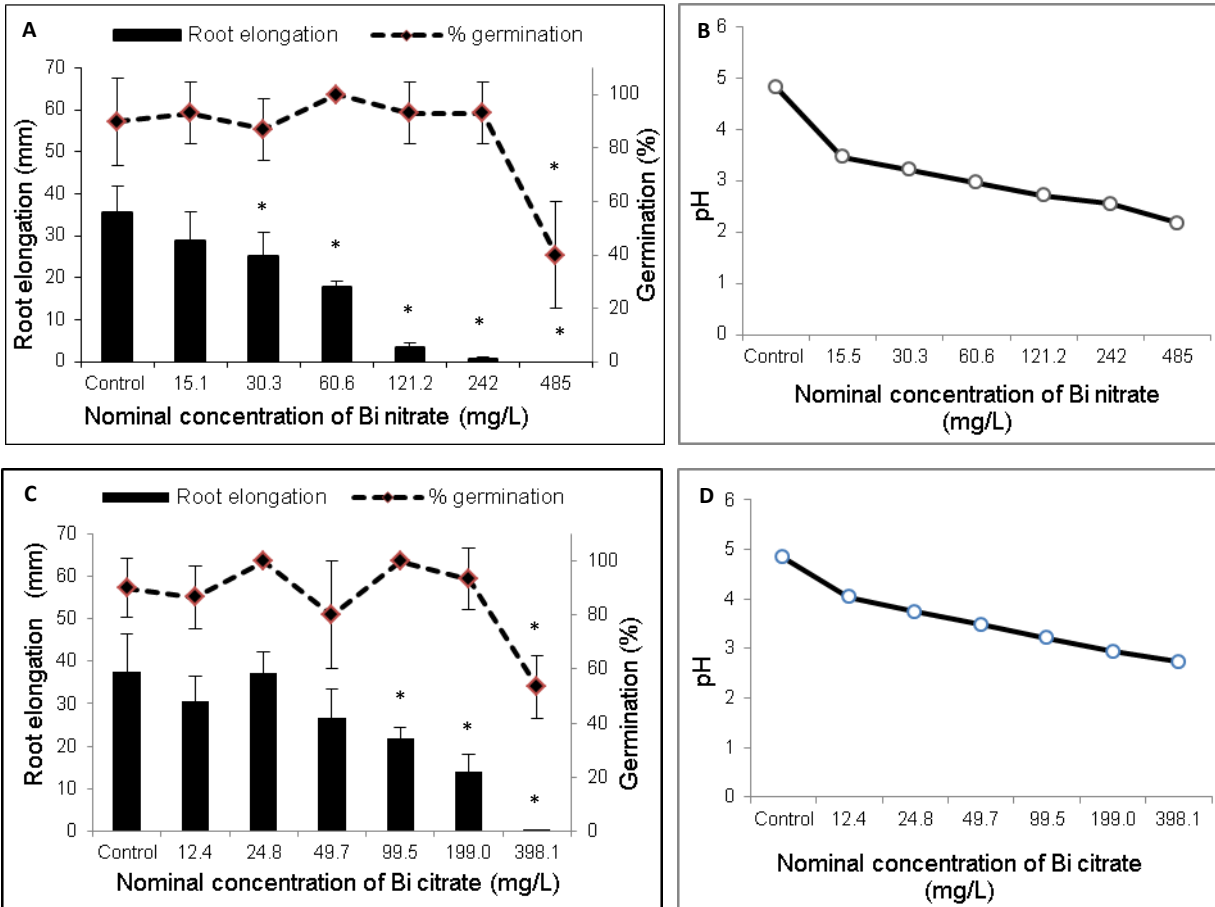 A
Root elongation
% germination
70
60
50
40
30
20
10
0
Root elongation (mm)
100
80
60
40
20
0
Germination (%)
*
*
*
*
*
*
Control 15.1 30.3 60.6 121.2 242 485
Nominal concentration of Bi nitrate (mg/L)
B
6
5
4
3
2
1
0
pH
Control 15.5 30.3 60.6 121.2 242 485
Nominal concentration of Bi nitrate
(mg/L)
C
Root elongation
% germination
70
60
50
40
30
20
10
0
Root elongation (mm)
100
80
60
40
20
0
Germination (%)
*
*
*
*
Control 12.4 24.8 49.7 99.5 199.0 398.1
Nominal concentration of Bi citrate (mg/L)
D
6
5
4
3
2
1
0
pH
Control 12.4 24.8 49.7 99.5 199.0 398.1
Nominal concentration of Bi citrate
(mg/L)